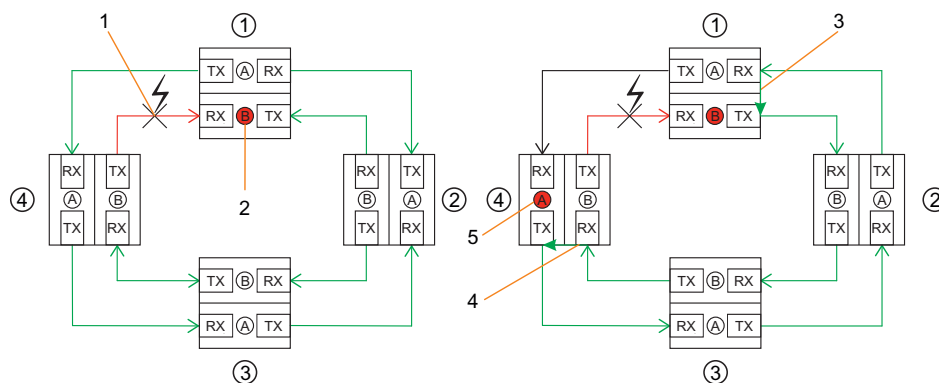 1
①
①
3
TX Ⓐ RX
TX Ⓐ RX
RX Ⓑ TX
RX Ⓑ TX
④
RX TX
RX TX
②
④
RX TX
RX TX
②
Ⓐ Ⓑ
Ⓑ Ⓐ
Ⓐ Ⓑ
Ⓑ Ⓐ
TX RX
TX RX
TX RX
TX RX
2
5
4
TX Ⓑ RX
TX Ⓑ RX
RX Ⓐ TX
RX Ⓐ TX
③
③